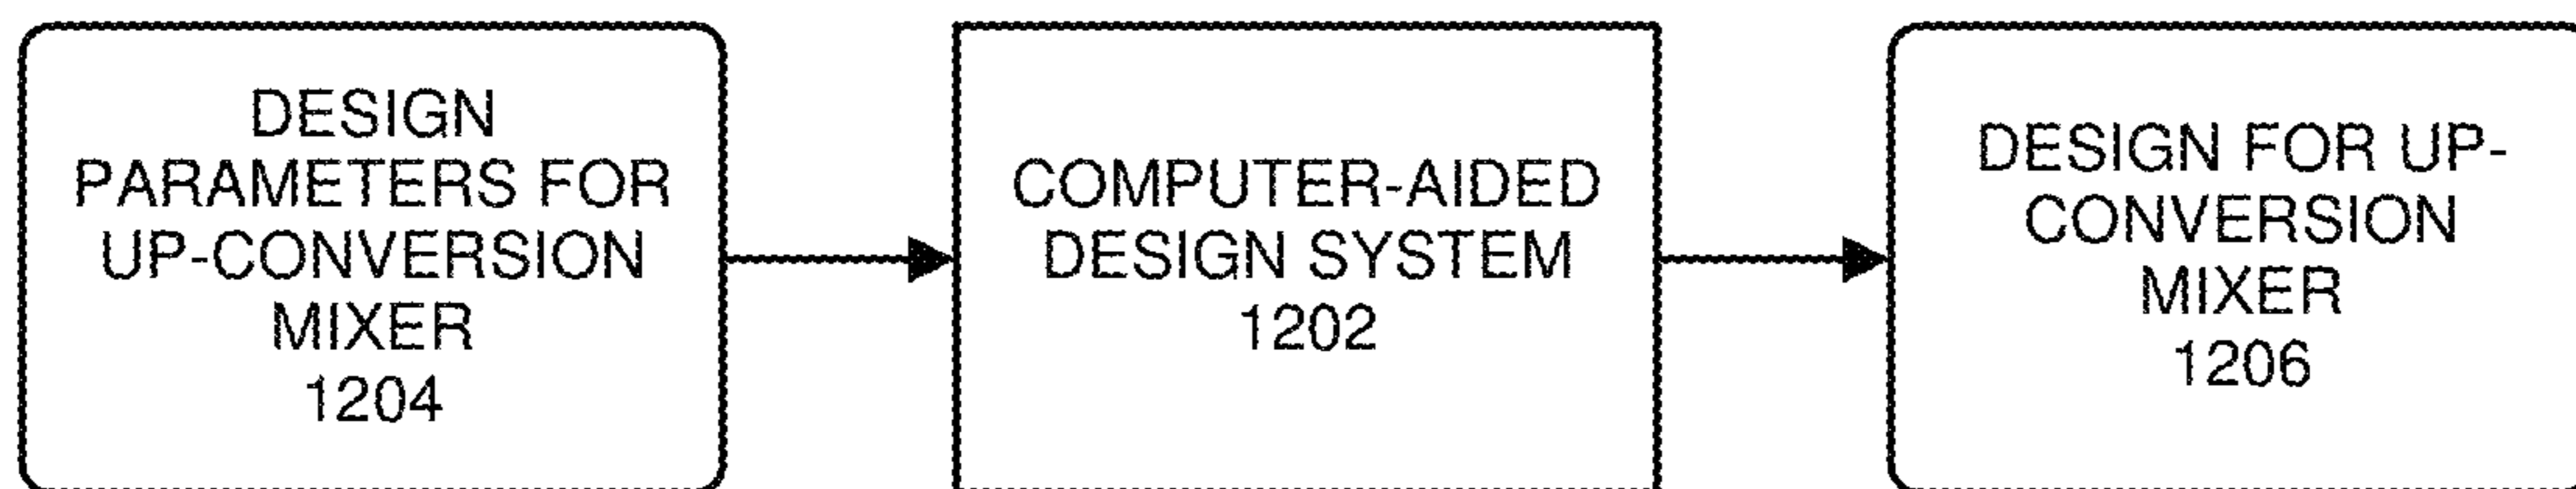 DESIGN
PARAMETERS FOR
UP-CONVERSION
MIXER
1204
COMPUTER-AIDED
DESIGN SYSTEM
1202
DESIGN FOR UP-
CONVERSION
MIXER
1206